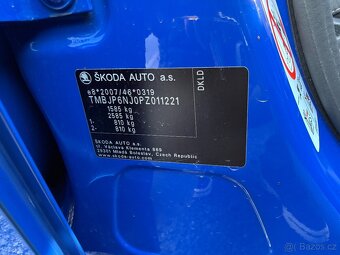 ŠKODA AUTO a.s.
DKLD
e8*2007/46*0319
TMBJP6NJ0PZ011221
1585 kg
2585 kg
1- 810 kg
2- 810 kg
ŠKODA AUTO a.s.
tř. Václava Klementa 869
29301 Mladá Boleslav, Czech Republic
www.skoda-auto.com
Bazoš.cz